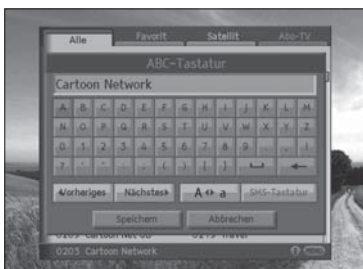 Alle Favorit Satellit Abo-TV
ABC-Tastatur
Cartoon Network
A B C D E F G H I J K L M
N O P Q R S T U V W X Y Z
0 1 2 3 4 5 6 7 8 9
Vorheriges Nächstes A a SMS-Tastatur
Speichern Abbrechen
0203 Cartoon Network